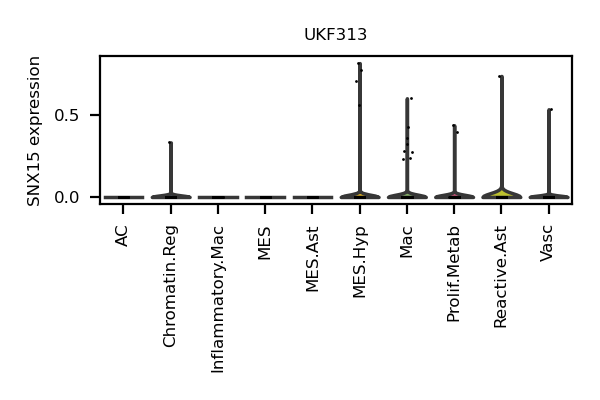 UKF313
SNX15 expression
0.5
0.0
AC
Chromatin.Reg
Inflammatory.Mac
MES
MES.Ast
MES.Hyp
Mac
Prolif.Metab
Reactive.Ast
Vasc